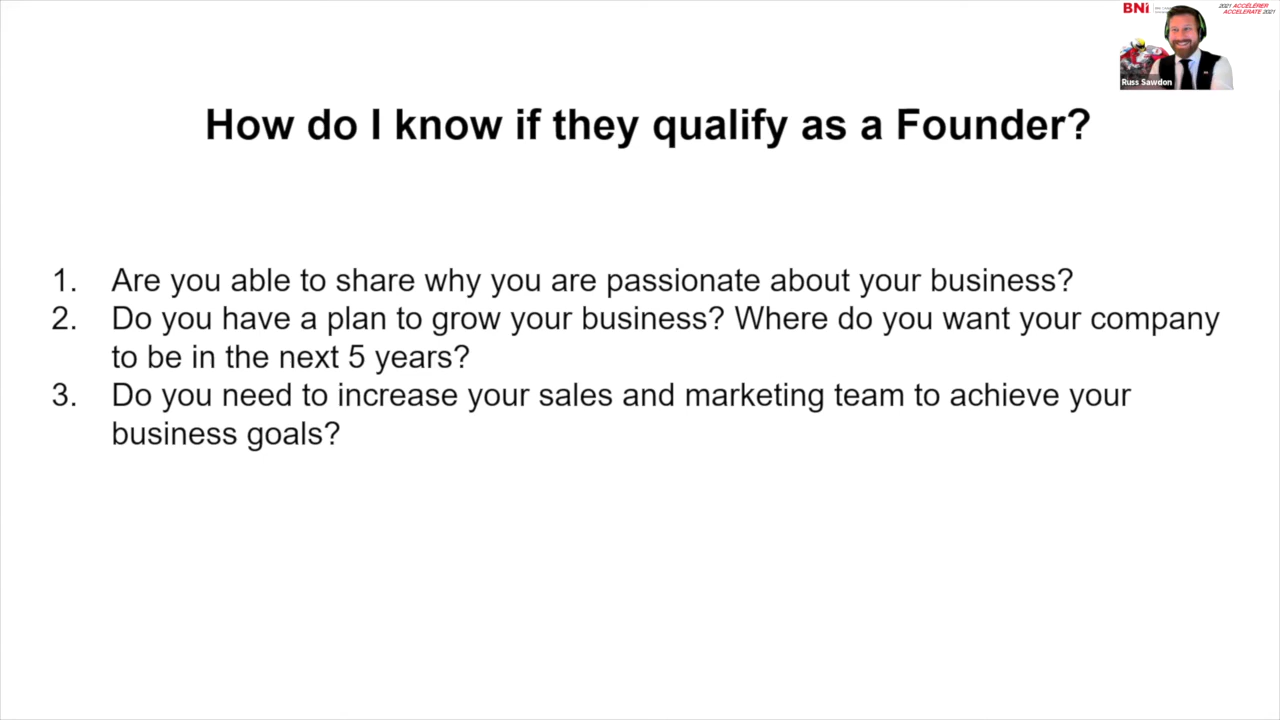 BNI
2021 ACCÉLÉRER
ACCELERATE 2021
Russ Sawdon
How do I know if they qualify as a Founder?
1. Are you able to share why you are passionate about your business?
2. Do you have a plan to grow your business? Where do you want your company
to be in the next 5 years?
3. Do you need to increase your sales and marketing team to achieve your
business goals?